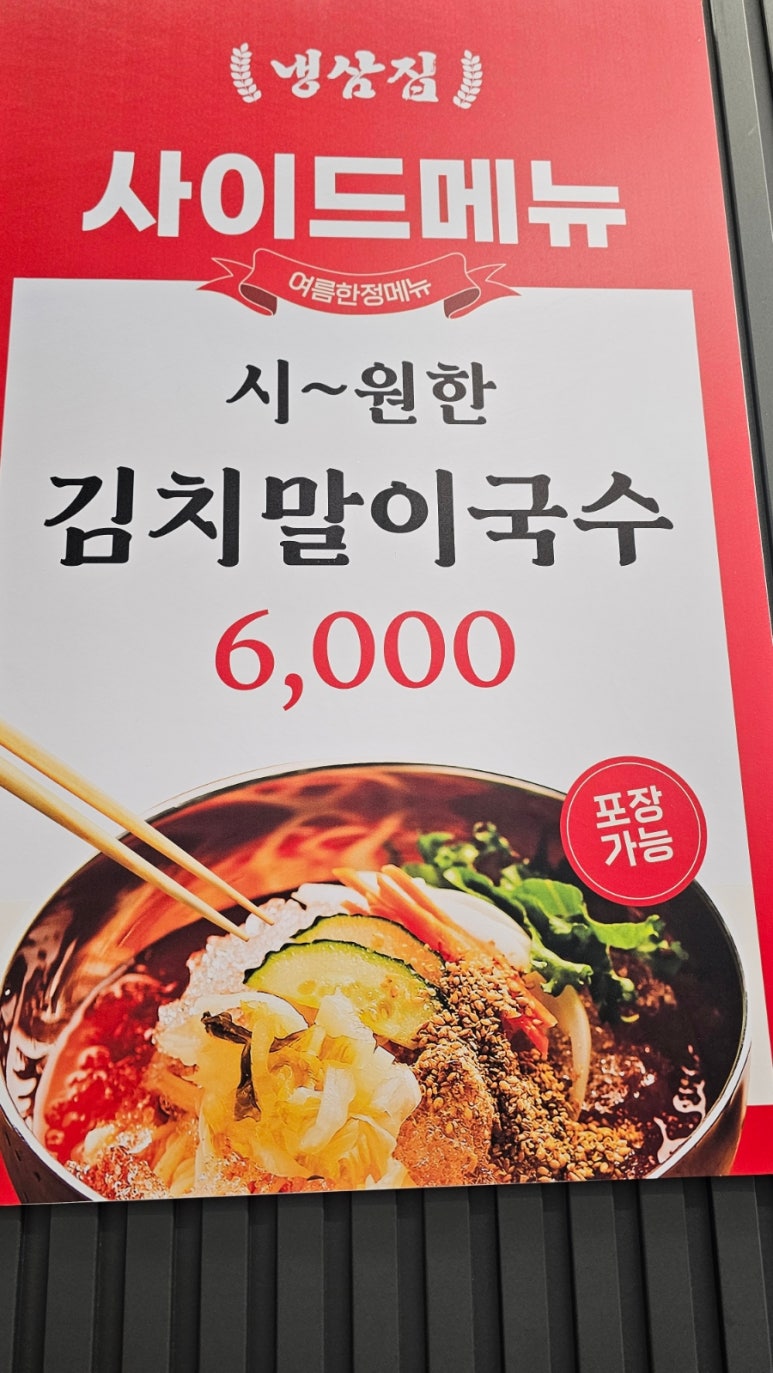 냉삼집
사이드메뉴
여름한정메뉴
시~원한
김치말이국수
6,000
포장
가능